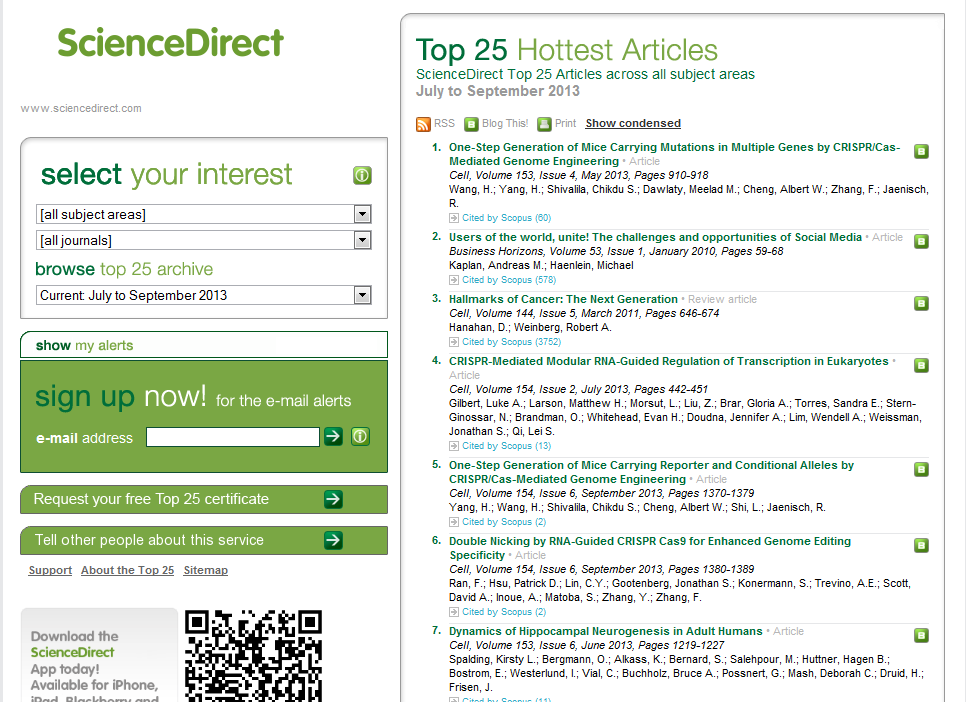 ScienceDirect
www.sciencedirect.com
select your interest
[all subject areas]
[all journals]
browse top 25 archive
Current: July to September 2013
show my alerts
sign up now! for the e-mail alerts
e-mail address
Request your free Top 25 certificate
Tell other people about this service
Support About the Top 25 Sitemap
Download the
ScienceDirect
App today!
Available for iPhone,
iPad, Blackberry and
Top 25 Hottest Articles
ScienceDirect Top 25 Articles across all subject areas
July to September 2013
RSS Blog This! Print Show condensed
1. One-Step Generation of Mice Carrying Mutations in Multiple Genes by CRISPR/Cas-
Mediated Genome Engineering • Article
Cell, Volume 153, Issue 4, May 2013, Pages 910-918
Wang, H.; Yang, H.; Shivalila, Chikdu S.; Dawlaty, Meelad M.; Cheng, Albert W.; Zhang, F.; Jaenisch,
R.
Cited by Scopus (60)
2. Users of the world, unite! The challenges and opportunities of Social Media • Article
Business Horizons, Volume 53, Issue 1, January 2010, Pages 59-68
Kaplan, Andreas M.; Haenlein, Michael
Cited by Scopus (578)
3. Hallmarks of Cancer: The Next Generation • Review article
Cell, Volume 144, Issue 5, March 2011, Pages 646-674
Hanahan, D.; Weinberg, Robert A.
Cited by Scopus (3752)
4. CRISPR-Mediated Modular RNA-Guided Regulation of Transcription in Eukaryotes •
Article
Cell, Volume 154, Issue 2, July 2013, Pages 442-451
Gilbert, Luke A.; Larson, Matthew H.; Morsut, L.; Liu, Z.; Brar, Gloria A.; Torres, Sandra E.; Stern-
Ginossar, N.; Brandman, O.; Whitehead, Evan H.; Doudna, Jennifer A.; Lim, Wendell A.; Weissman,
Jonathan S.; Qi, Lei S.
Cited by Scopus (13)
5. One-Step Generation of Mice Carrying Reporter and Conditional Alleles by
CRISPR/Cas-Mediated Genome Engineering • Article
Cell, Volume 154, Issue 6, September 2013, Pages 1370-1379
Yang, H.; Wang, H.; Shivalila, Chikdu S.; Cheng, Albert W.; Shi, L.; Jaenisch, R.
Cited by Scopus (2)
6. Double Nicking by RNA-Guided CRISPR Cas9 for Enhanced Genome Editing
Specificity • Article
Cell, Volume 154, Issue 6, September 2013, Pages 1380-1389
Ran, F.; Hsu, Patrick D.; Lin, C.Y.; Gootenberg, Jonathan S.; Konermann, S.; Trevino, A.E.; Scott,
David A.; Inoue, A.; Matoba, S.; Zhang, Y.; Zhang, F.
Cited by Scopus (2)
7. Dynamics of Hippocampal Neurogenesis in Adult Humans • Article
Cell, Volume 153, Issue 6, June 2013, Pages 1219-1227
Spalding, Kirsty L.; Bergmann, O.; Alkass, K.; Bernard, S.; Salehpour, M.; Huttner, Hagen B.;
Bostrom, E.; Westerlund, I.; Vial, C.; Buchholz, Bruce A.; Possnert, G.; Mash, Deborah C.; Druid, H.;
Frisen, J.
Cited by Scopus (11)